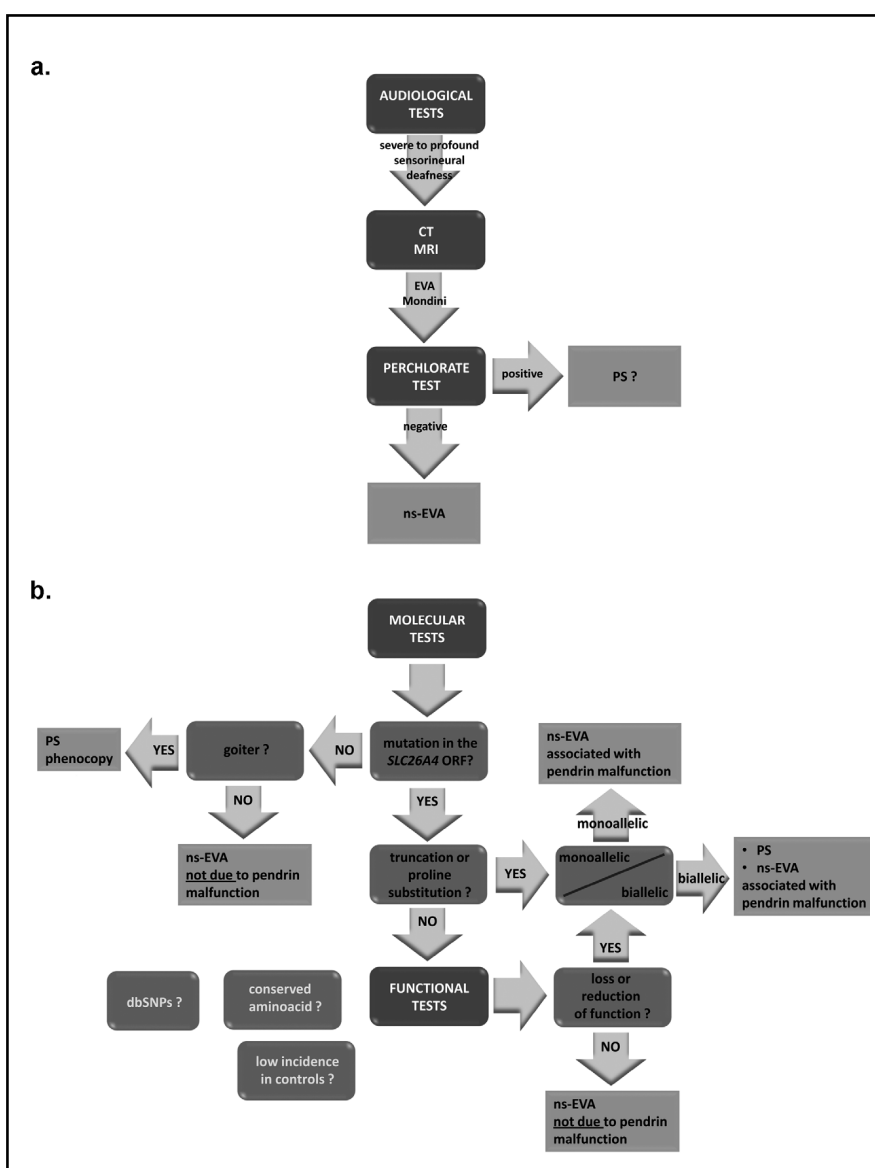 a.
AUDIOLOGICAL
TESTS
severe to profound
sensorineural
deafness
CT
MRI
EVA
Mondini
PERCHLORATE
TEST
positive
PS ?
negative
ns-EVA
b.
MOLECULAR
TESTS
mutation in the
SLC26A4 ORF?
NO
goiter ?
YES
PS
phenocopy
NO
ns-EVA
not due to pendrin
malfunction
YES
truncation or
proline
substitution ?
YES
monoallelic
biallelic
monoallelic
ns-EVA
associated with
pendrin malfunction
biallelic
• PS
• ns-EVA
associated with
pendrin malfunction
NO
FUNCTIONAL
TESTS
dbSNPs ?
conserved
aminoacid ?
low incidence
in controls ?
loss or
reduction
of function ?
YES
NO
ns-EVA
not due to pendrin
malfunction